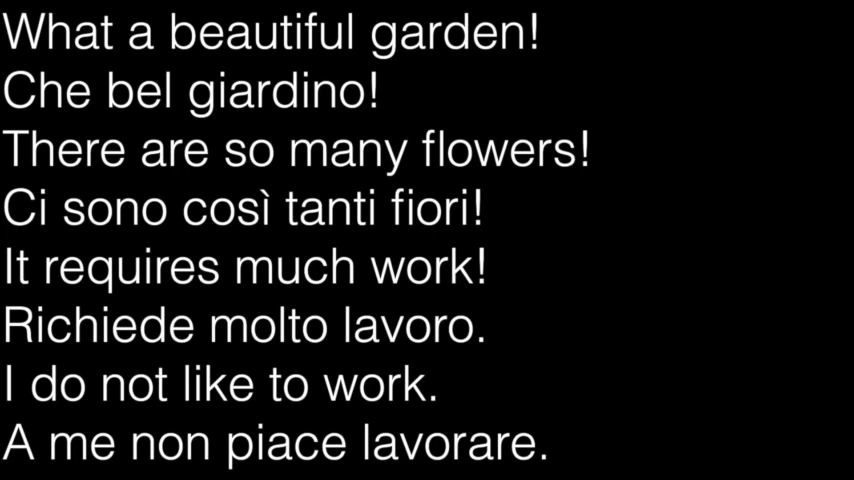 What a beautiful garden!
Che bel giardino!
There are so many flowers!
Ci sono così tanti fiori!
It requires much work!
Richiede molto lavoro.
I do not like to work.
A me non piace lavorare.